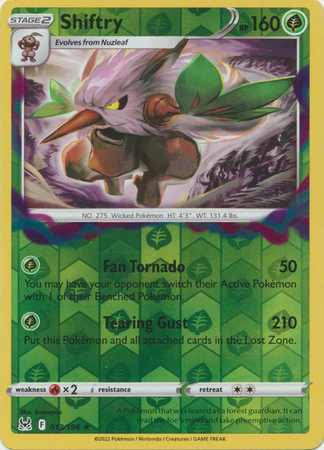 STAGE 2
Shiftry
HP 160
Evolves from Nuzleaf
NO. 275 Wicked Pokémon HT: 4'3" WT: 131.4 lbs.
Fan Tornado 50
You may have your opponent switch their Active Pokémon
with 1 of their Benched Pokémon.
Tearing Gust 210
Put this Pokémon and all attached cards in the Lost Zone.
weakness ×2 resistance retreat
Illus. kawayoo
F 013/196 ★
A Pokémon that was feared as a forest guardian. It can
read the foe's mind and take preemptive action.
©2022 Pokémon / Nintendo / Creatures / GAME FREAK